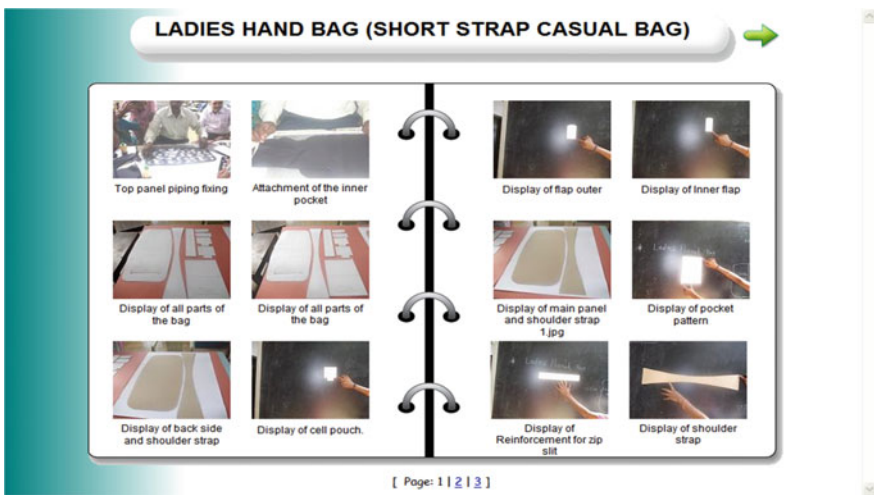 LADIES HAND BAG (SHORT STRAP CASUAL BAG)
Top panel piping fixing
Attachment of the inner
pocket
Display of flap outer
Display of Inner flap
Display of all parts of
the bag
Display of all parts of
the bag
Display of main panel
and shoulder strap
1.jpg
Display of pocket
pattern
Display of back side
and shoulder strap
Display of cell pouch.
Display of
Reinforcement for zip
slit
Display of shoulder
strap
[ Page: 1 | 2 | 3 ]